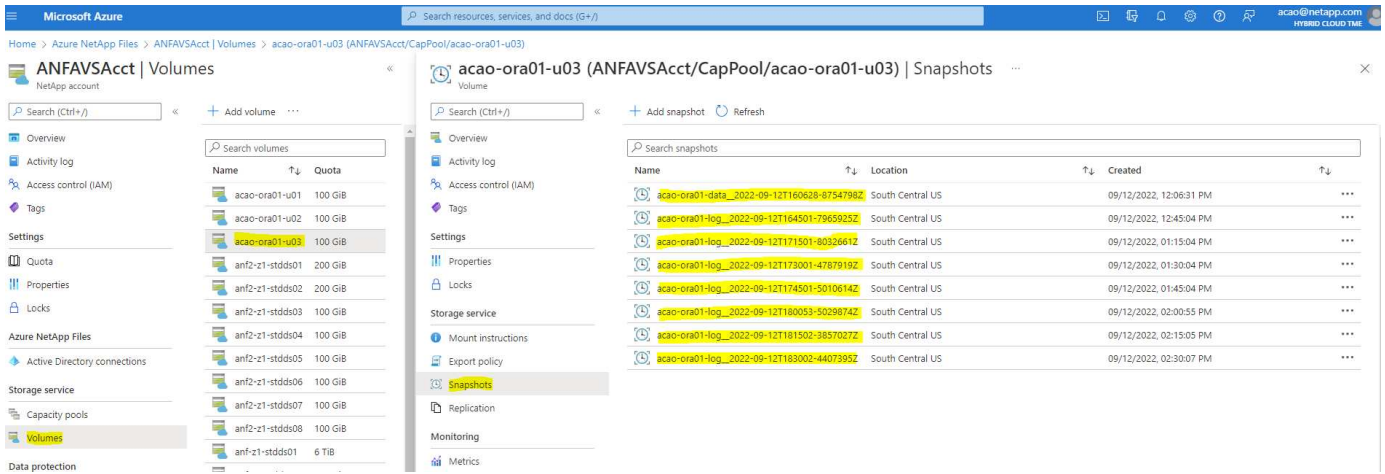 Microsoft Azure
Search resources, services, and docs (G+/)
acao@netapp.com
HYBRID CLOUD TME
Home > Azure NetApp Files > ANFAVSAcct | Volumes > acao-ora01-u03 (ANFAVSAcct/CapPool/acao-ora01-u03)
ANFAVSAcct | Volumes
NetApp account
Search (Ctrl+/)
Overview
Activity log
Access control (IAM)
Tags
Settings
Quota
Properties
Locks
Azure NetApp Files
Active Directory connections
Storage service
Capacity pools
Volumes
Data protection
Add volume
Search volumes
Name Quota
acao-ora01-u01 100 GiB
acao-ora01-u02 100 GiB
acao-ora01-u03 100 GiB
anf2-z1-stdds01 200 GiB
anf2-z1-stdds02 200 GiB
anf2-z1-stdds03 100 GiB
anf2-z1-stdds04 100 GiB
anf2-z1-stdds05 100 GiB
anf2-z1-stdds06 100 GiB
anf2-z1-stdds07 100 GiB
anf2-z1-stdds08 100 GiB
anf-z1-stdds01 6 TiB
acao-ora01-u03 (ANFAVSAcct/CapPool/acao-ora01-u03) | Snapshots
Volume
Search (Ctrl+/)
Overview
Activity log
Access control (IAM)
Tags
Settings
Properties
Locks
Storage service
Mount instructions
Export policy
Snapshots
Replication
Monitoring
Metrics
Add snapshot Refresh
Search snapshots
Name Location Created
acao-ora01-data__2022-09-12T160628-8754798Z South Central US 09/12/2022, 12:06:31 PM
acao-ora01-log__2022-09-12T164501-7965925Z South Central US 09/12/2022, 12:45:04 PM
acao-ora01-log__2022-09-12T171501-8032661Z South Central US 09/12/2022, 01:15:04 PM
acao-ora01-log__2022-09-12T173001-4787919Z South Central US 09/12/2022, 01:30:04 PM
acao-ora01-log__2022-09-12T174501-5010614Z South Central US 09/12/2022, 01:45:04 PM
acao-ora01-log__2022-09-12T180053-5029874Z South Central US 09/12/2022, 02:00:55 PM
acao-ora01-log__2022-09-12T181502-3857027Z South Central US 09/12/2022, 02:15:05 PM
acao-ora01-log__2022-09-12T183002-4407395Z South Central US 09/12/2022, 02:30:07 PM